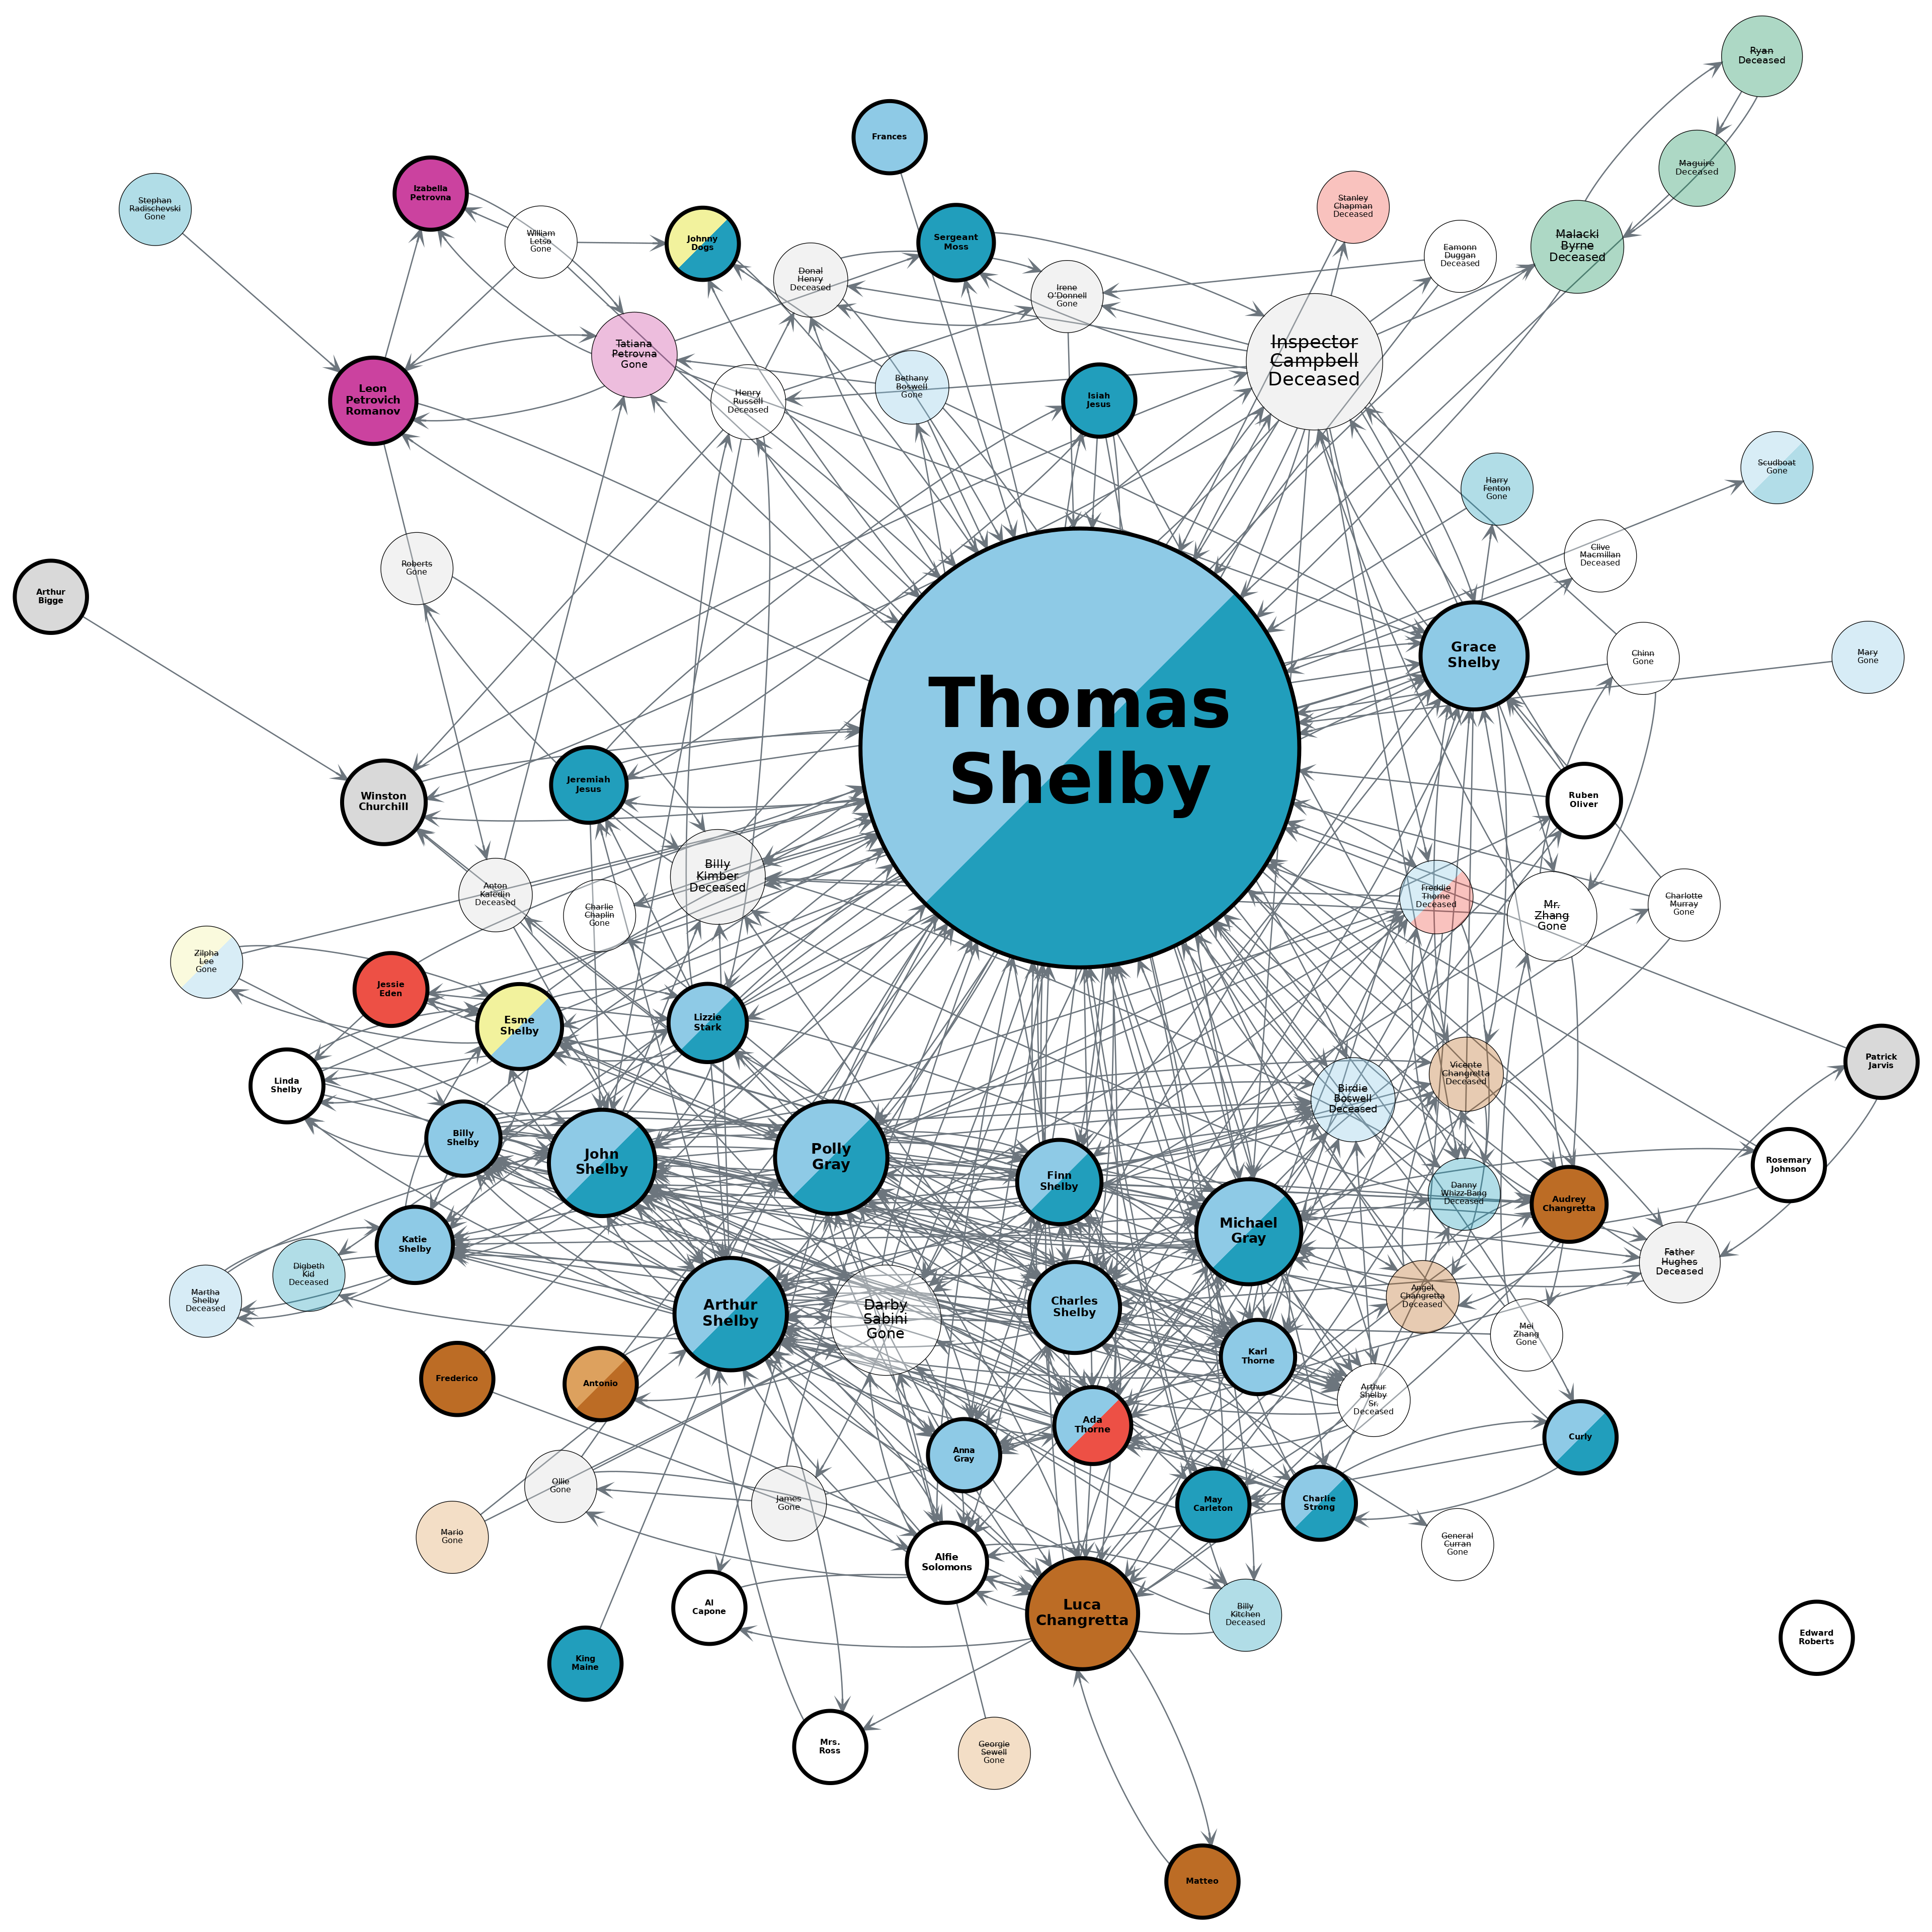 Ryan
Deceased
Frances
Maguire
Deceased
Izabella
Petrovna
Stephan
Radischevski
Gone
Stanley
Chapman
Deceased
William
Letso
Gone
Johnny
Dogs
Sergeant
Moss
Malacki
Byrne
Deceased
Eamonn
Duggan
Deceased
Donal
Henry
Deceased
Irene
O'Donnell
Gone
Tatiana
Petrovna
Gone
Inspector
Campbell
Deceased
Bethany
Boswell
Gone
Leon
Petrovich
Romanov
Henry
Russell
Deceased
Isiah
Jesus
Scudboat
Gone
Harry
Fenton
Gone
Clive
Macmillan
Deceased
Roberts
Gone
Arthur
Bigge
Grace
Shelby
Chinn
Gone
Mary
Gone
Thomas
Shelby
Jeremiah
Jesus
Winston
Churchill
Ruben
Oliver
Billy
Kimber
Deceased
Anton
Kaledin
Deceased
Charlie
Chaplin
Gone
Freddie
Thorne
Deceased
Mr.
Zhang
Gone
Charlotte
Murray
Gone
Zilpha
Lee
Gone
Jessie
Eden
Esme
Shelby
Lizzie
Stark
Vicente
Changretta
Deceased
Patrick
Jarvis
Linda
Shelby
Birdie
Boswell
Deceased
Billy
Shelby
John
Shelby
Polly
Gray
Finn
Shelby
Rosemary
Johnson
Danny
Whizz-Bang
Deceased
Audrey
Changretta
Michael
Gray
Katie
Shelby
Father
Hughes
Deceased
Digbeth
Kid
Deceased
Martha
Shelby
Deceased
Angel
Changretta
Deceased
Arthur
Shelby
Darby
Sabini
Gone
Charles
Shelby
Mei
Zhang
Gone
Karl
Thorne
Frederico
Antonio
Arthur
Shelby
Sr.
Deceased
Ada
Thorne
Curly
Anna
Gray
Ollie
Gone
James
Gone
May
Carleton
Charlie
Strong
Mario
Gone
General
Curran
Gone
Alfie
Solomons
Al
Capone
Luca
Changretta
Billy
Kitchen
Deceased
Edward
Roberts
King
Maine
Mrs.
Ross
Georgie
Sewell
Gone
Matteo